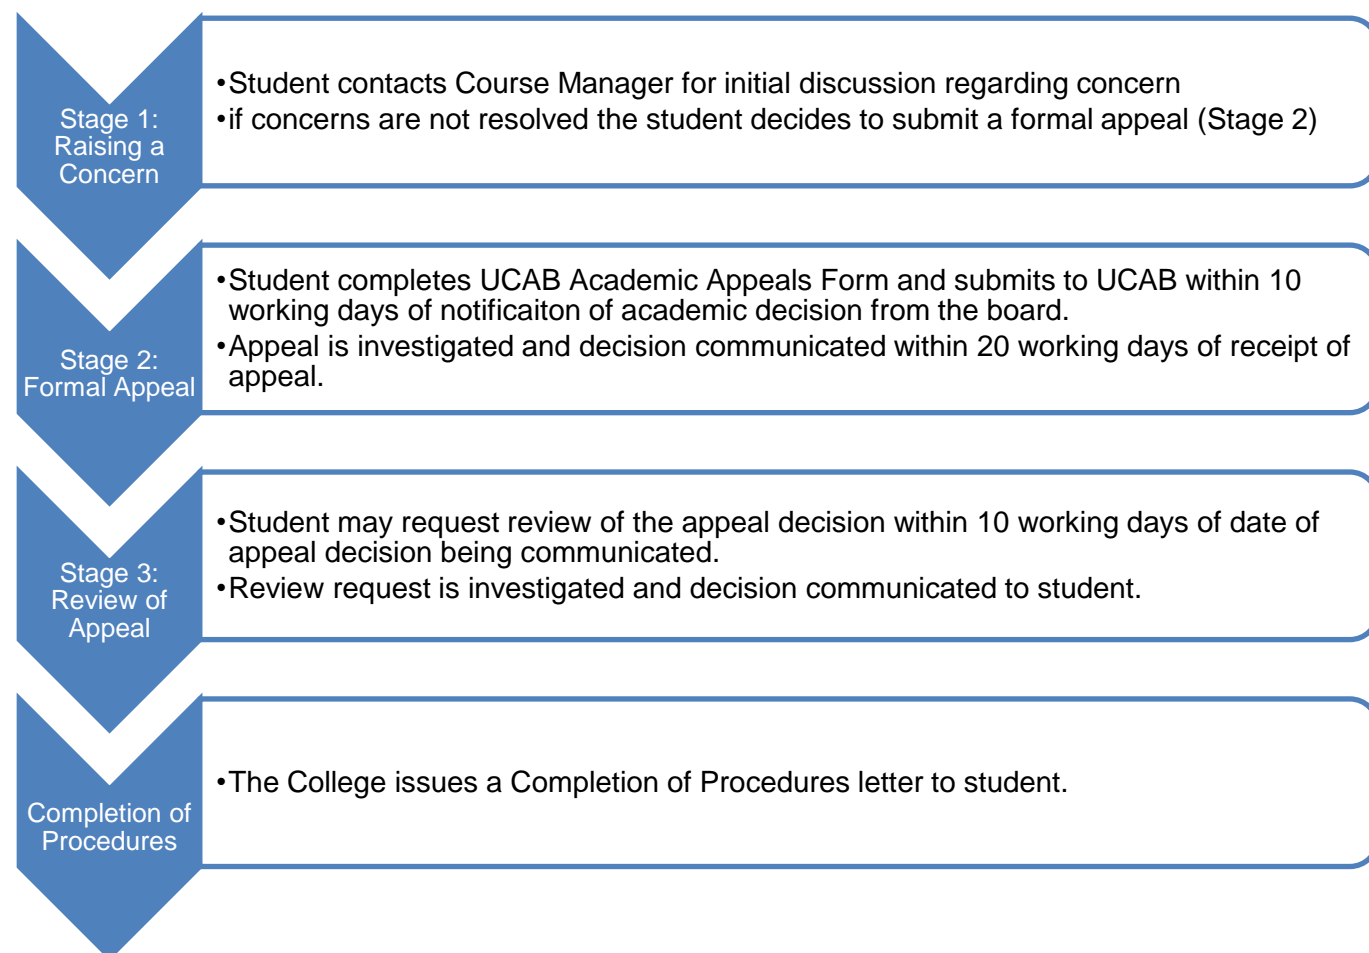 Stage 1:
Raising a
Concern
•Student contacts Course Manager for initial discussion regarding concern
•if concerns are not resolved the student decides to submit a formal appeal (Stage 2)
Stage 2:
Formal Appeal
•Student completes UCAB Academic Appeals Form and submits to UCAB within 10
working days of notificaiton of academic decision from the board.
•Appeal is investigated and decision communicated within 20 working days of receipt of
appeal.
Stage 3:
Review of
Appeal
•Student may request review of the appeal decision within 10 working days of date of
appeal decision being communicated.
•Review request is investigated and decision communicated to student.
Completion of
Procedures
•The College issues a Completion of Procedures letter to student.